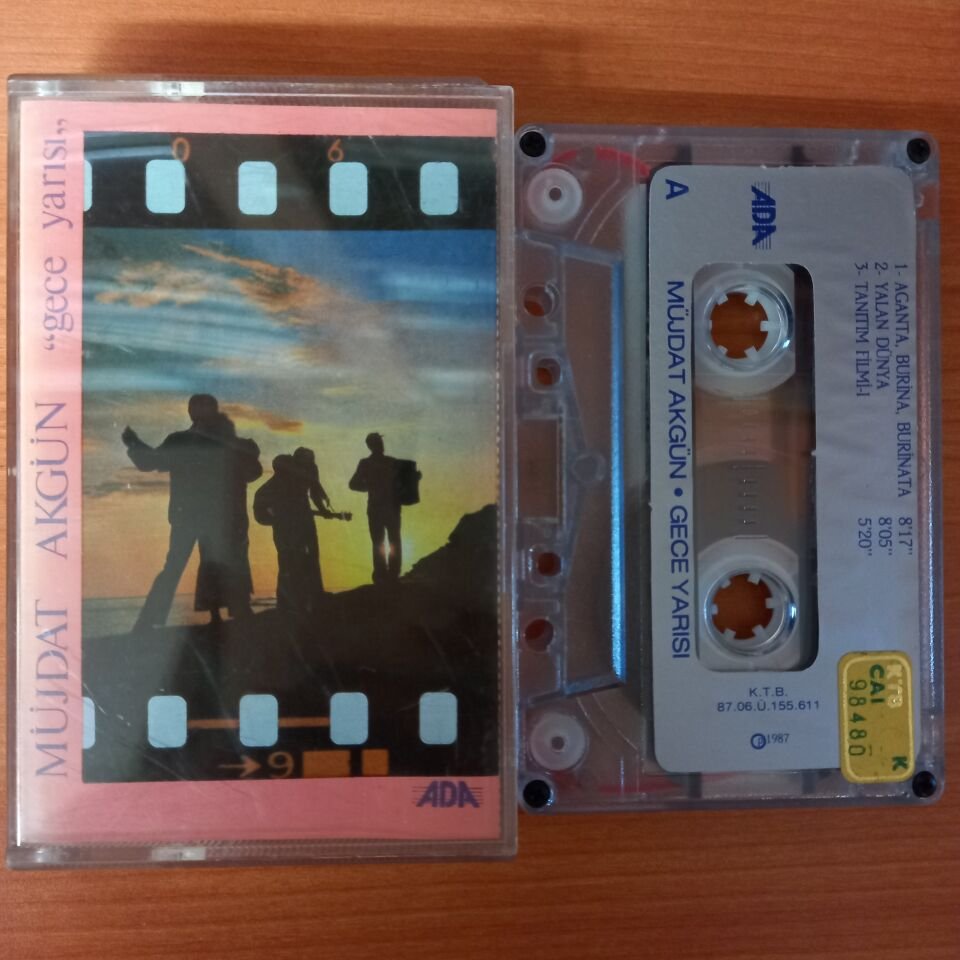 MÜJDAT AKGÜN “gece yarısı„
0 6
→9
ADA
ADA
A
MÜJDAT AKGÜN • GECE YARISI
1- AGANTA, BURİNA, BURİNATA 8'17"
2- YALAN DÜNYA 8'05"
3- TANITIM FİLMİ-I 5'20"
K.T.B.
87.06.Ü.155.611
℗1987
K
CAI
98480